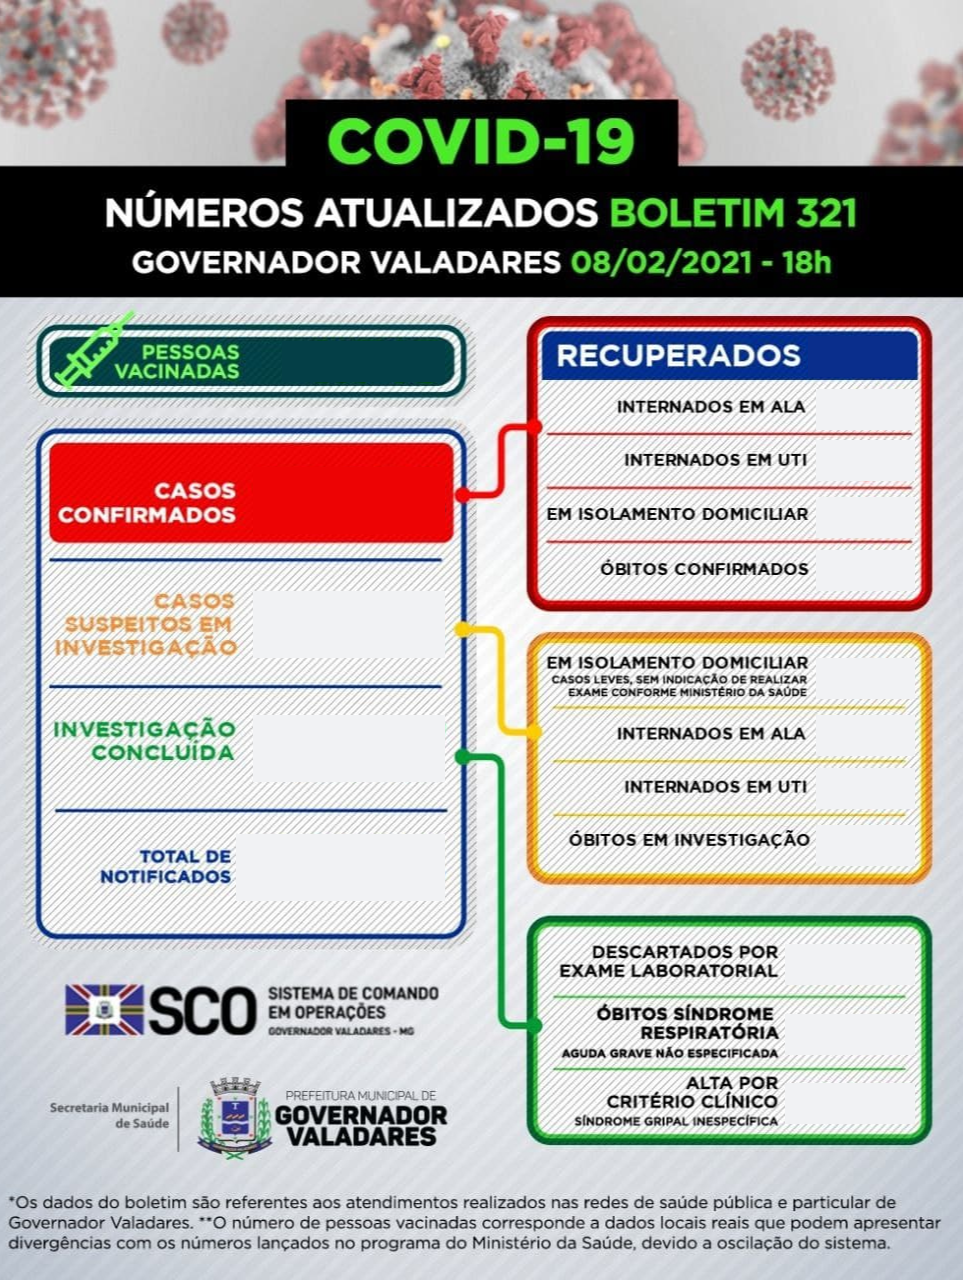 COVID-19
NÚMEROS ATUALIZADOS BOLETIM 321
GOVERNADOR VALADARES 08/02/2021 - 18h
PESSOAS
VACINADAS
CASOS
CONFIRMADOS
CASOS
SUSPEITOS EM
INVESTIGAÇÃO
INVESTIGAÇÃO
CONCLUÍDA
TOTAL DE
NOTIFICADOS
RECUPERADOS
INTERNADOS EM ALA
INTERNADOS EM UTI
EM ISOLAMENTO DOMICILIAR
ÓBITOS CONFIRMADOS
EM ISOLAMENTO DOMICILIAR
CASOS LEVES, SEM INDICAÇÃO DE REALIZAR
EXAME CONFORME MINISTÉRIO DA SAÚDE
INTERNADOS EM ALA
INTERNADOS EM UTI
ÓBITOS EM INVESTIGAÇÃO
DESCARTADOS POR
EXAME LABORATORIAL
ÓBITOS SÍNDROME
RESPIRATÓRIA
AGUDA GRAVE NÃO ESPECIFICADA
ALTA POR
CRITÉRIO CLÍNICO
SÍNDROME GRIPAL INESPECÍFICA
SCO
SISTEMA DE COMANDO
EM OPERAÇÕES
GOVERNADOR VALADARES - MG
Secretaria Municipal
de Saúde
PREFEITURA MUNICIPAL DE
GOVERNADOR
VALADARES
*Os dados do boletim são referentes aos atendimentos realizados nas redes de saúde pública e particular de
Governador Valadares. **O número de pessoas vacinadas corresponde a dados locais reais que podem apresentar
divergências com os números lançados no programa do Ministério da Saúde, devido a oscilação do sistema.